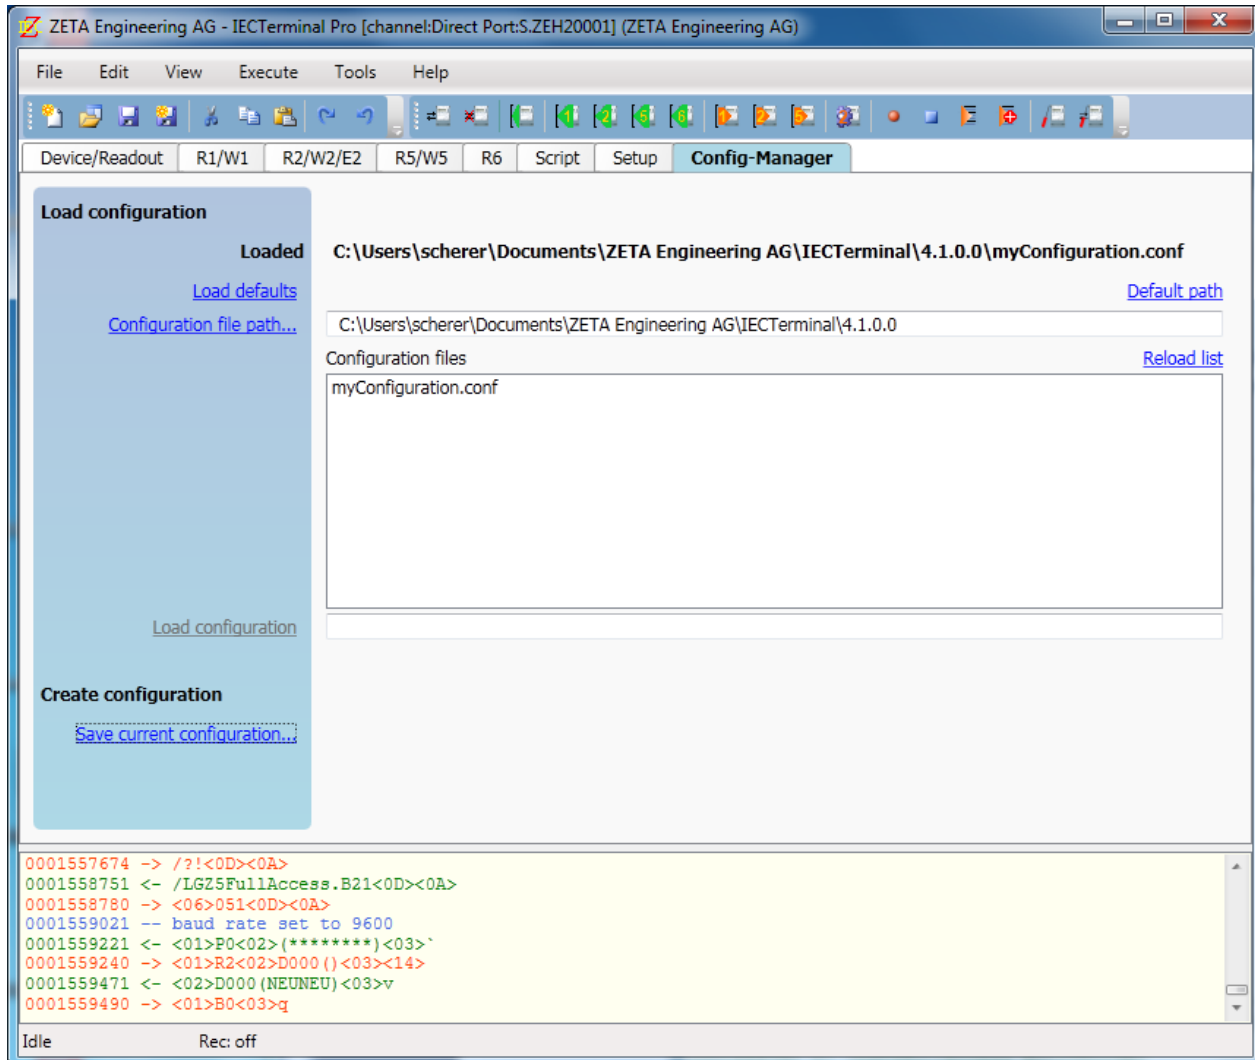 ZETA Engineering AG - IECTerminal Pro [channel:Direct Port:S.ZEH20001] (ZETA Engineering AG)
File Edit View Execute Tools Help
Device/Readout R1/W1 R2/W2/E2 R5/W5 R6 Script Setup Config-Manager
Load configuration
Loaded C:\Users\scherer\Documents\ZETA Engineering AG\IECTerminal\4.1.0.0\myConfiguration.conf
Load defaults Default path
Configuration file path... C:\Users\scherer\Documents\ZETA Engineering AG\IECTerminal\4.1.0.0
Configuration files Reload list
myConfiguration.conf
Load configuration
Create configuration
Save current configuration...
0001557674 -> /?!<0D><0A>
0001558751 <- /LGZ5FullAccess.B21<0D><0A>
0001558780 -> <06>051<0D><0A>
0001559021 -- baud rate set to 9600
0001559221 <- <01>P0<02>(********)<03>`
0001559240 -> <01>R2<02>D000()<03><14>
0001559471 <- <02>D000(NEUNEU)<03>v
0001559490 -> <01>B0<03>q
Idle Rec: off